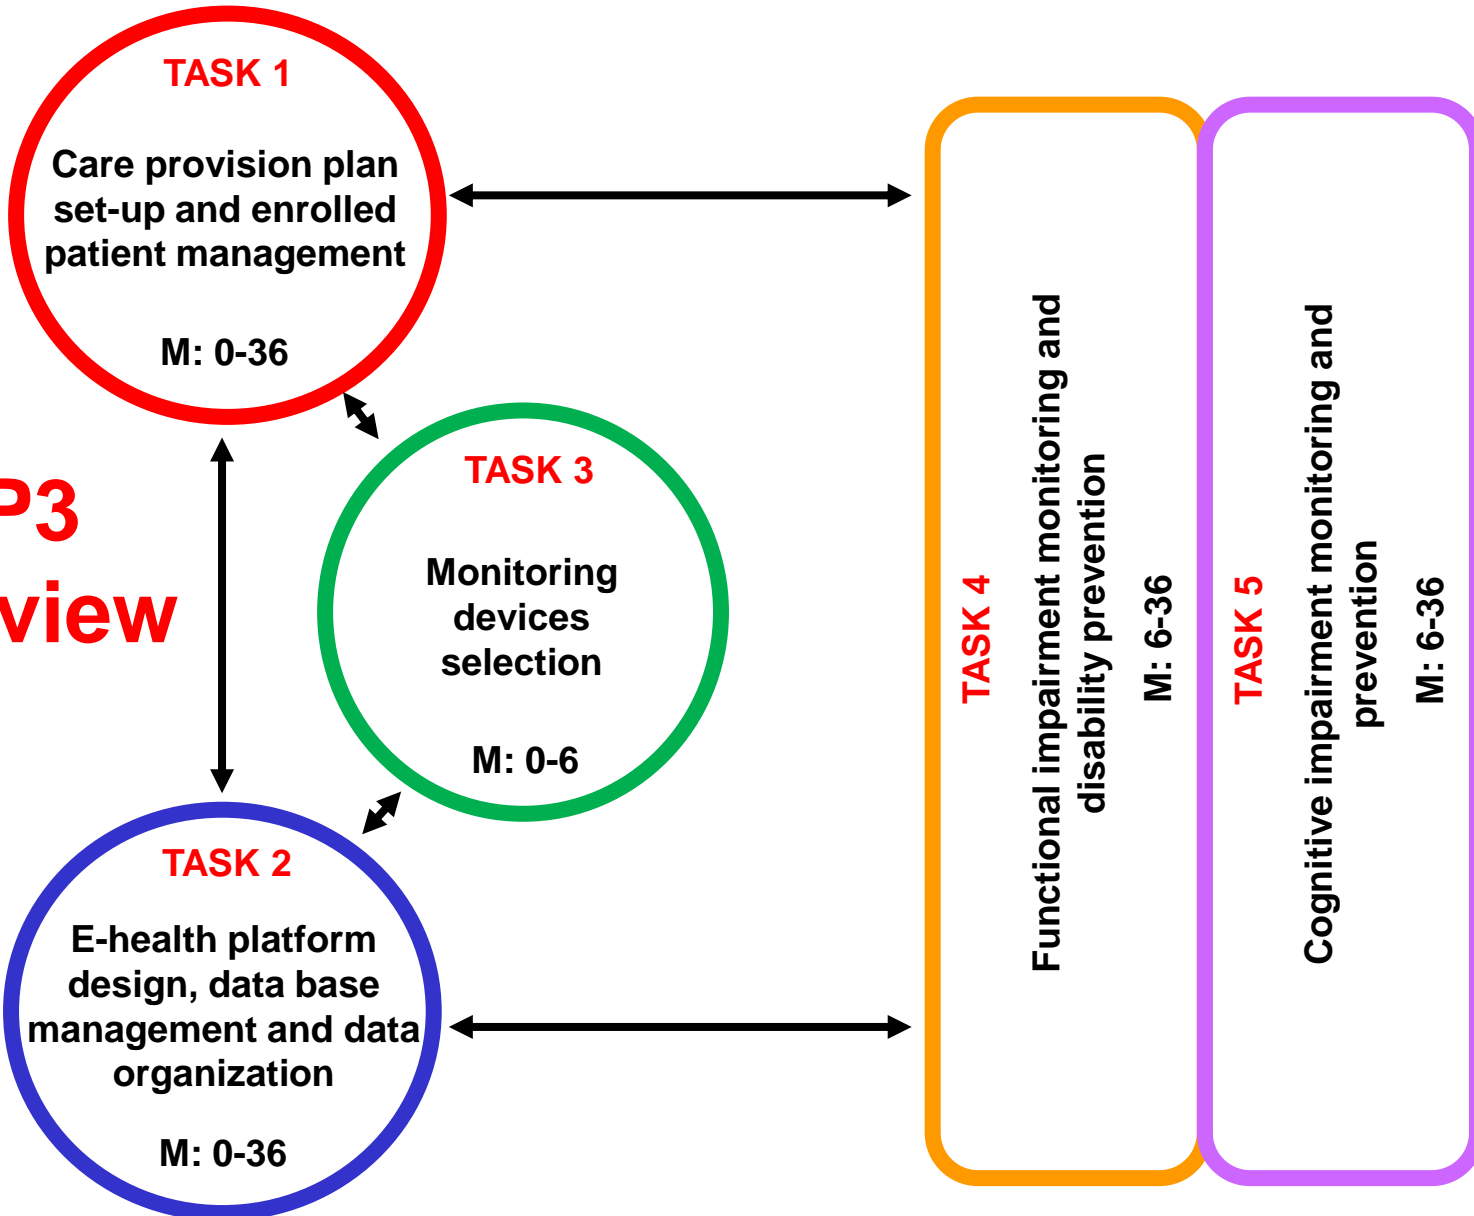 TASK 1
Care provision plan
set-up and enrolled
patient management
M: 0-36
P3
view
TASK 3
Monitoring
devices
selection
M: 0-6
TASK 2
E-health platform
design, data base
management and data
organization
M: 0-36
TASK 4
Functional impairment monitoring and
disability prevention
M: 6-36
TASK 5
Cognitive impairment monitoring and
prevention
M: 6-36